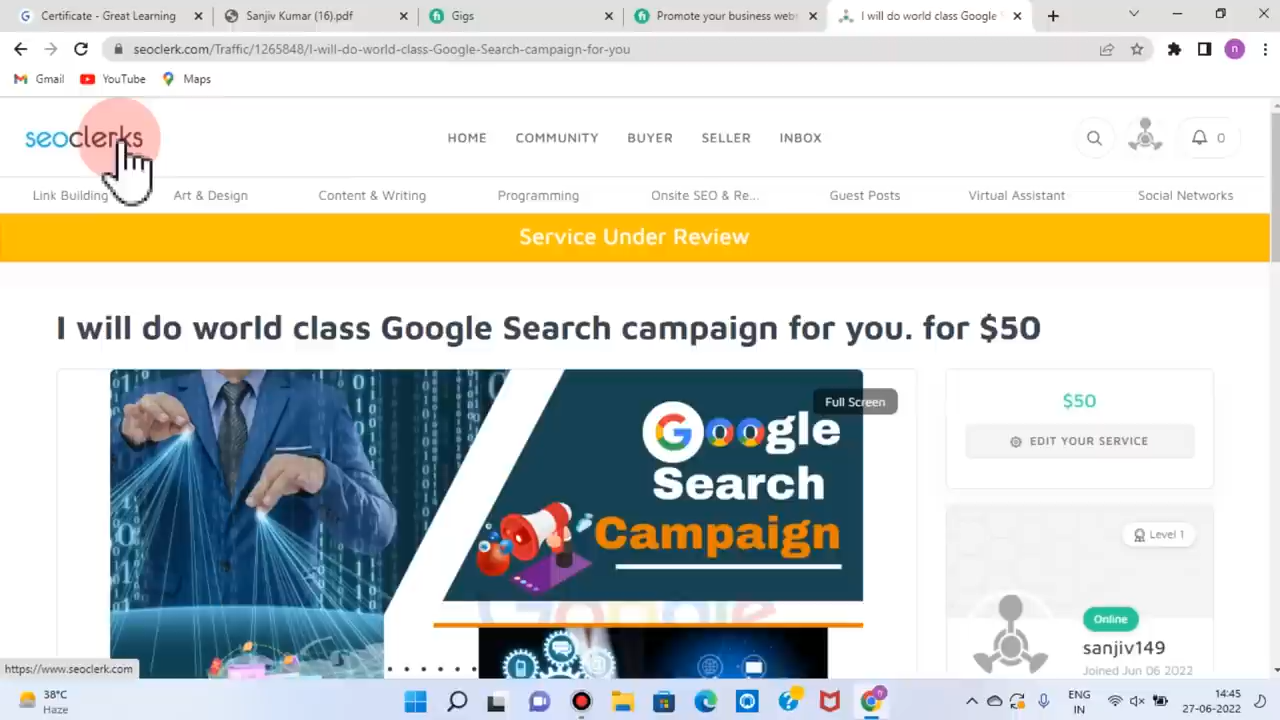 Certificate - Great Learning
Sanjiv Kumar (16).pdf
Gigs
Promote your business web
I will do world class Google S
seoclerk.com/Traffic/1265848/I-will-do-world-class-Google-Search-campaign-for-you
n
Gmail
YouTube
Maps
seoclerks
HOME
COMMUNITY
BUYER
SELLER
INBOX
0
Link Building
Art & Design
Content & Writing
Programming
Onsite SEO & Re...
Guest Posts
Virtual Assistant
Social Networks
Service Under Review
I will do world class Google Search campaign for you. for $50
Full Screen
Google
Search
Campaign
Google
$50
EDIT YOUR SERVICE
Level 1
Online
sanjiv149
Joined Jun 06 2022
https://www.seoclerk.com
38°C
Haze
ENG
IN
14:45
27-06-2022